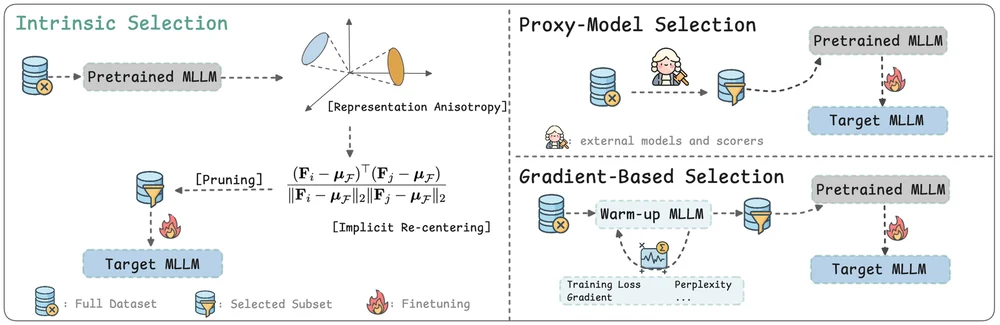 Intrinsic Selection
Pretrained MLLM
[Representation Anisotropy]
[Pruning]
(F_i − μ_F)^⊤(F_j − μ_F)
‖F_i − μ_F‖_2‖F_j − μ_F‖_2
[Implicit Re-centering]
Target MLLM
: Full Dataset
: Selected Subset
: Finetuning
Proxy-Model Selection
Pretrained MLLM
Target MLLM
: external models and scorers
Gradient-Based Selection
Pretrained MLLM
Warm-up MLLM
Σ
Target MLLM
Training Loss Perplexity
Gradient ...